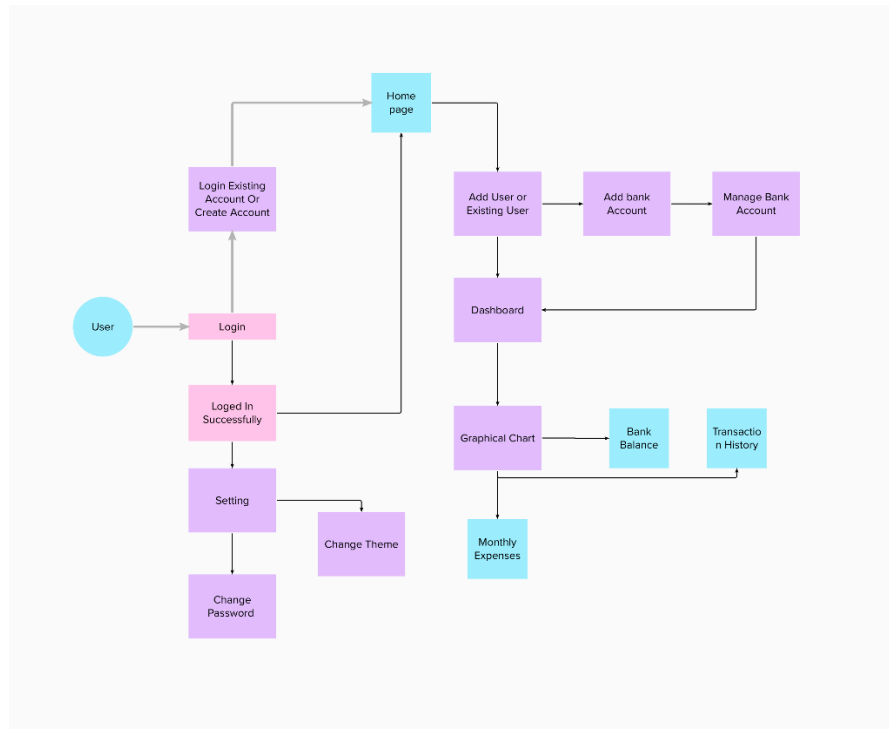 Home
page
Login Existing
Account Or
Create Account
Add User or
Existing User
Add bank
Account
Manage Bank
Account
User
Login
Dashboard
Loged In
Successfully
Graphical Chart
Bank
Balance
Transactio
n History
Setting
Change Theme
Monthly
Expenses
Change
Password